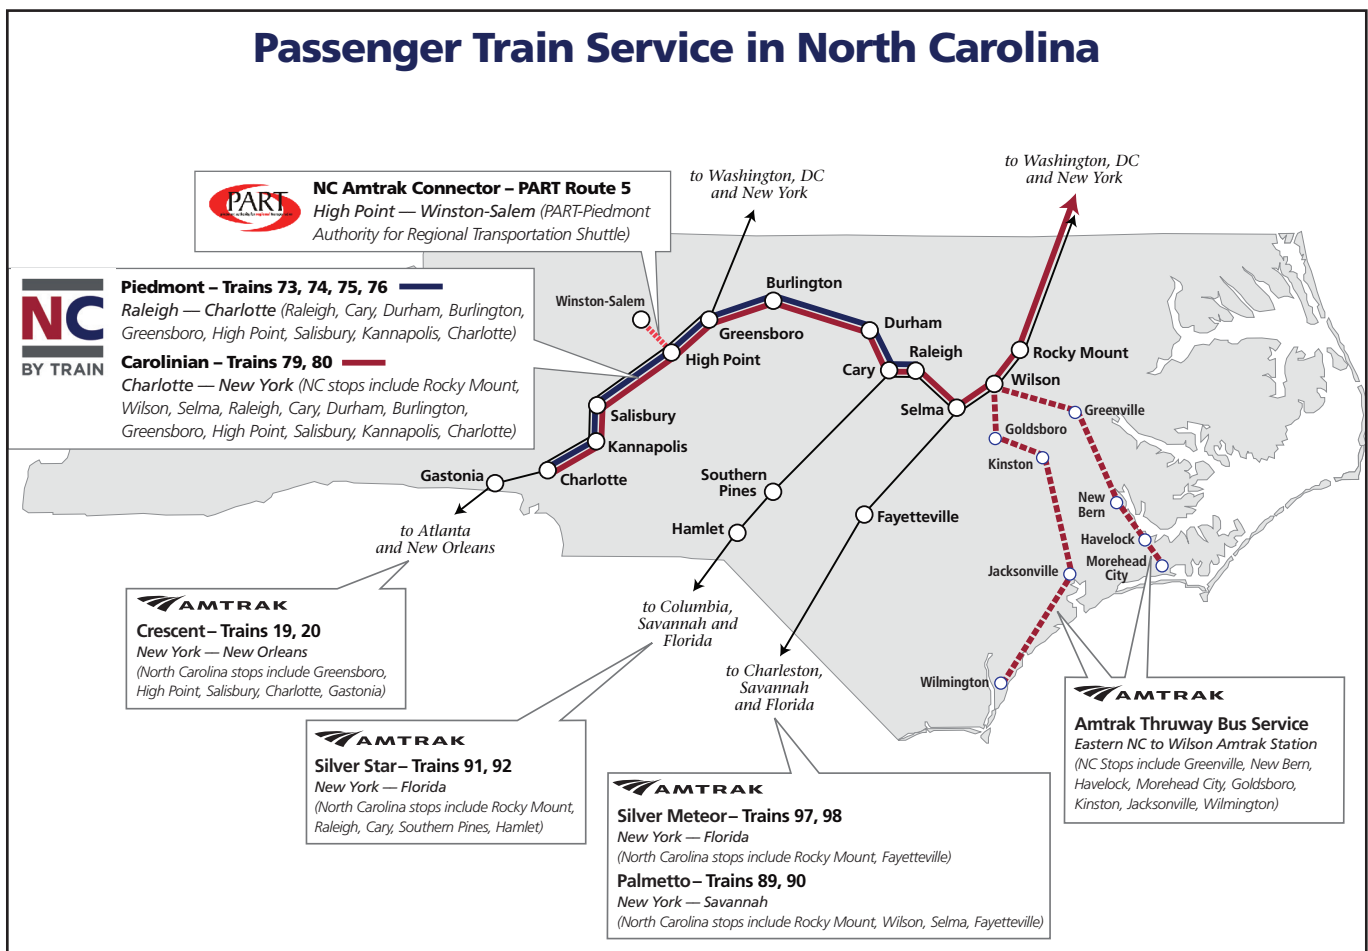 Passenger Train Service in North Carolina
to Washington, DC
and New York
to Washington, DC
and New York
PART
NC Amtrak Connector – PART Route 5
High Point — Winston-Salem (PART-Piedmont
Authority for Regional Transportation Shuttle)
NC
BY TRAIN
Piedmont – Trains 73, 74, 75, 76
Raleigh — Charlotte (Raleigh, Cary, Durham, Burlington,
Greensboro, High Point, Salisbury, Kannapolis, Charlotte)
Carolinian – Trains 79, 80
Charlotte — New York (NC stops include Rocky Mount,
Wilson, Selma, Raleigh, Cary, Durham, Burlington,
Greensboro, High Point, Salisbury, Kannapolis, Charlotte)
Winston-Salem
Burlington
Greensboro
Durham
High Point
Raleigh
Cary
Rocky Mount
Wilson
Selma
Greenville
Salisbury
Goldsboro
Kannapolis
Kinston
Gastonia
Charlotte
Southern
Pines
New
Bern
Hamlet
Fayetteville
Havelock
Morehead
City
Jacksonville
Wilmington
to Atlanta
and New Orleans
to Columbia,
Savannah and
Florida
to Charleston,
Savannah
and Florida
AMTRAK
Crescent – Trains 19, 20
New York — New Orleans
(North Carolina stops include Greensboro,
High Point, Salisbury, Charlotte, Gastonia)
AMTRAK
Silver Star – Trains 91, 92
New York — Florida
(North Carolina stops include Rocky Mount,
Raleigh, Cary, Southern Pines, Hamlet)
AMTRAK
Silver Meteor – Trains 97, 98
New York — Florida
(North Carolina stops include Rocky Mount, Fayetteville)
Palmetto – Trains 89, 90
New York — Savannah
(North Carolina stops include Rocky Mount, Wilson, Selma, Fayetteville)
AMTRAK
Amtrak Thruway Bus Service
Eastern NC to Wilson Amtrak Station
(NC Stops include Greenville, New Bern,
Havelock, Morehead City, Goldsboro,
Kinston, Jacksonville, Wilmington)